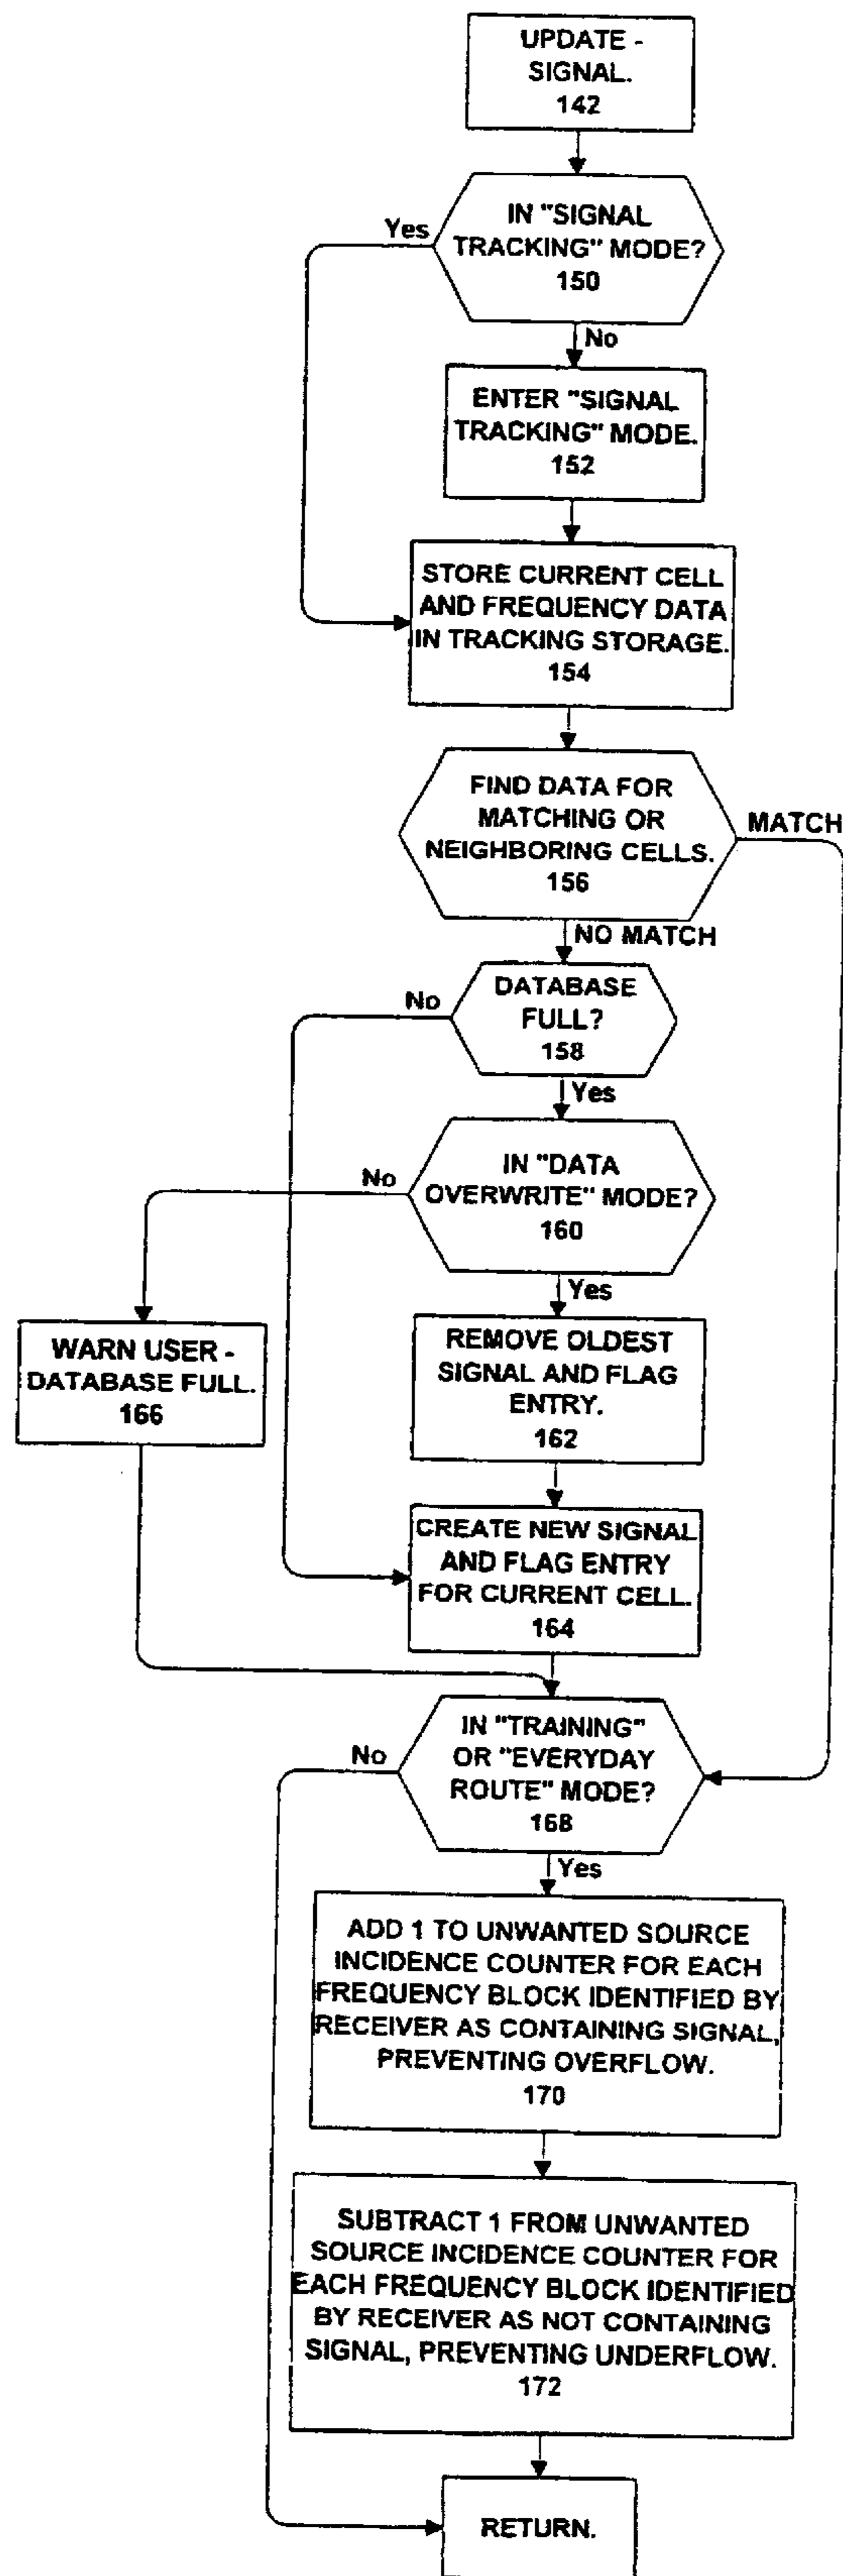 UPDATE -
SIGNAL.
142
IN "SIGNAL
TRACKING" MODE?
150
Yes
No
ENTER "SIGNAL
TRACKING" MODE.
152
STORE CURRENT CELL
AND FREQUENCY DATA
IN TRACKING STORAGE.
154
FIND DATA FOR
MATCHING OR
NEIGHBORING CELLS.
156
MATCH
NO MATCH
DATABASE
FULL?
158
No
Yes
IN "DATA
OVERWRITE" MODE?
160
No
Yes
WARN USER -
DATABASE FULL.
166
REMOVE OLDEST
SIGNAL AND FLAG
ENTRY.
162
CREATE NEW SIGNAL
AND FLAG ENTRY
FOR CURRENT CELL.
164
IN "TRAINING"
OR "EVERYDAY
ROUTE" MODE?
168
No
Yes
ADD 1 TO UNWANTED SOURCE
INCIDENCE COUNTER FOR EACH
FREQUENCY BLOCK IDENTIFIED BY
RECEIVER AS CONTAINING SIGNAL,
PREVENTING OVERFLOW.
170
SUBTRACT 1 FROM UNWANTED
SOURCE INCIDENCE COUNTER FOR
EACH FREQUENCY BLOCK IDENTIFIED
BY RECEIVER AS NOT CONTAINING
SIGNAL, PREVENTING UNDERFLOW.
172
RETURN.